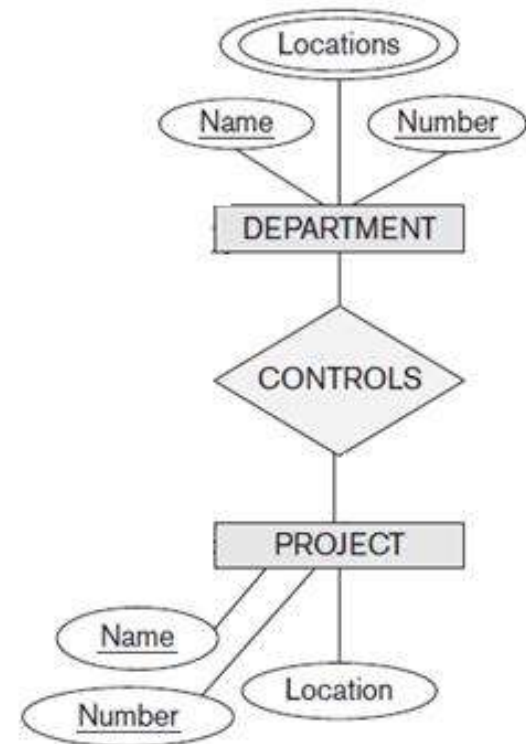 Locations
Name
Number
DEPARTMENT
CONTROLS
PROJECT
Name
Number
Location